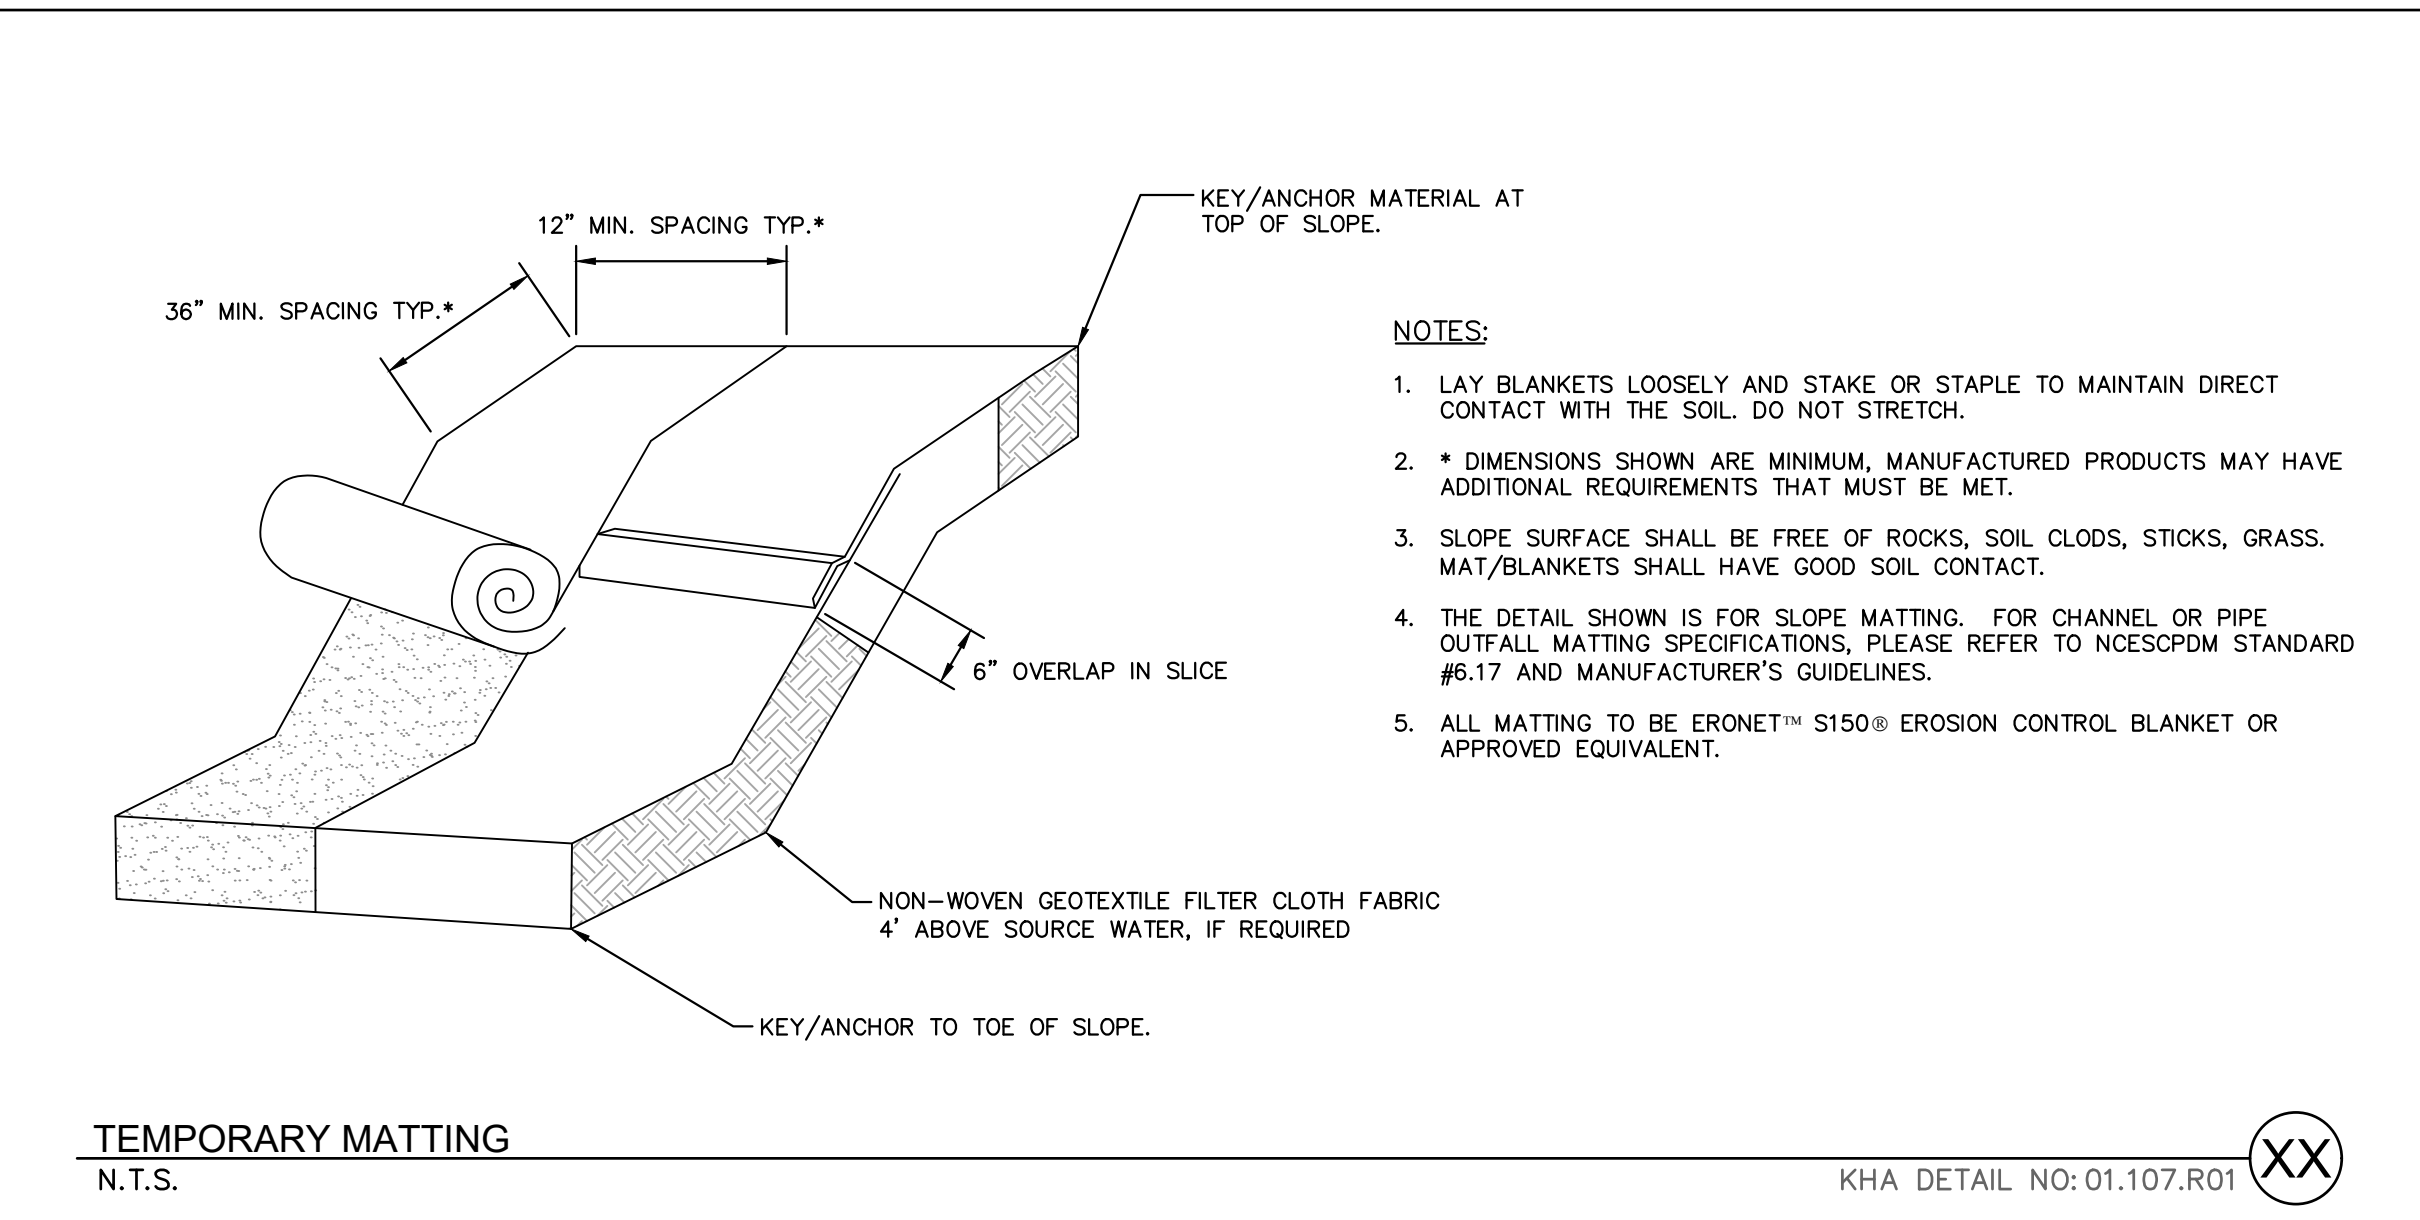 KEY/ANCHOR MATERIAL AT
TOP OF SLOPE.
12" MIN. SPACING TYP.*
36" MIN. SPACING TYP.*
6" OVERLAP IN SLICE
NON-WOVEN GEOTEXTILE FILTER CLOTH FABRIC
4' ABOVE SOURCE WATER, IF REQUIRED
KEY/ANCHOR TO TOE OF SLOPE.
NOTES:
1. LAY BLANKETS LOOSELY AND STAKE OR STAPLE TO MAINTAIN DIRECT
CONTACT WITH THE SOIL. DO NOT STRETCH.
2. * DIMENSIONS SHOWN ARE MINIMUM, MANUFACTURED PRODUCTS MAY HAVE
ADDITIONAL REQUIREMENTS THAT MUST BE MET.
3. SLOPE SURFACE SHALL BE FREE OF ROCKS, SOIL CLODS, STICKS, GRASS.
MAT/BLANKETS SHALL HAVE GOOD SOIL CONTACT.
4. THE DETAIL SHOWN IS FOR SLOPE MATTING. FOR CHANNEL OR PIPE
OUTFALL MATTING SPECIFICATIONS, PLEASE REFER TO NCESCPDM STANDARD
#6.17 AND MANUFACTURER'S GUIDELINES.
5. ALL MATTING TO BE ERONET™ S150® EROSION CONTROL BLANKET OR
APPROVED EQUIVALENT.
TEMPORARY MATTING
N.T.S.
KHA DETAIL NO: 01.107.R01
XX